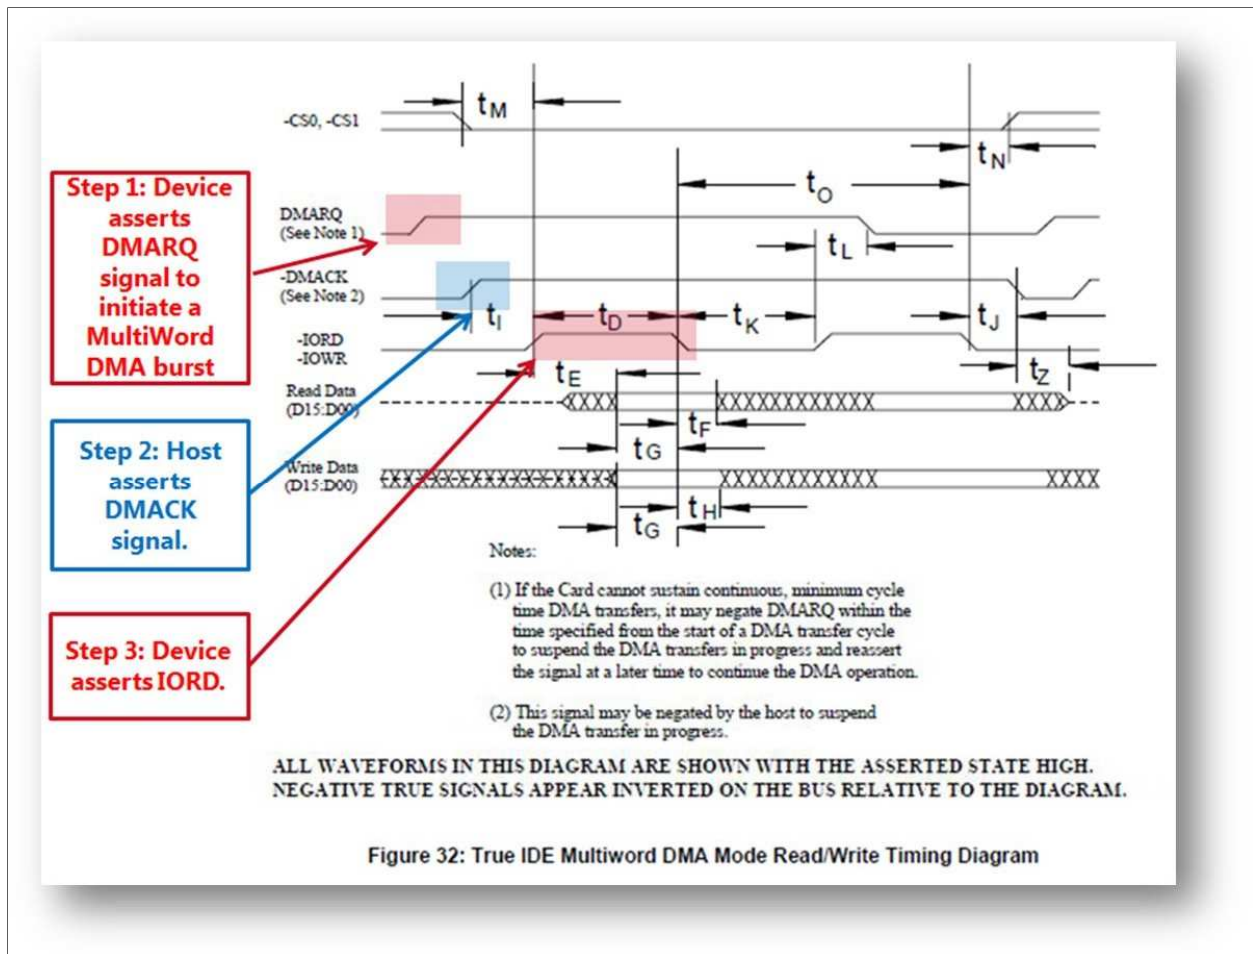 -CS0, -CS1
tM
tN
tO
Step 1: Device
asserts
DMARQ
signal to
initiate a
MultiWord
DMA burst
DMARQ
(See Note 1)
tL
-DMACK
(See Note 2)
tI
tD
tK
tJ
-IORD
-IOWR
tE
tZ
Read Data
(D15:D00)
tF
tG
Step 2: Host
asserts
DMACK
signal.
Write Data
(D15:D00)
tH
tG
Notes:
(1) If the Card cannot sustain continuous, minimum cycle
time DMA transfers, it may negate DMARQ within the
time specified from the start of a DMA transfer cycle
to suspend the DMA transfers in progress and reassert
the signal at a later time to continue the DMA operation.
Step 3: Device
asserts IORD.
(2) This signal may be negated by the host to suspend
the DMA transfer in progress.
ALL WAVEFORMS IN THIS DIAGRAM ARE SHOWN WITH THE ASSERTED STATE HIGH.
NEGATIVE TRUE SIGNALS APPEAR INVERTED ON THE BUS RELATIVE TO THE DIAGRAM.
Figure 32: True IDE Multiword DMA Mode Read/Write Timing Diagram